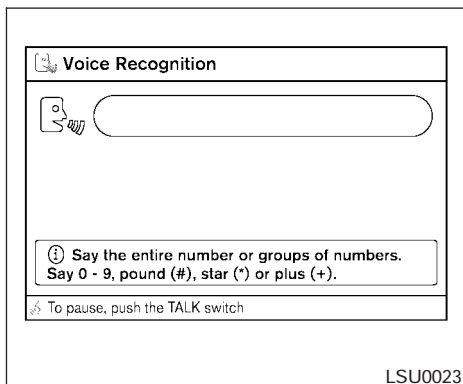 Voice Recognition
ⓘ Say the entire number or groups of numbers.
Say 0 - 9, pound (#), star (*) or plus (+).
To pause, push the TALK switch
LSU0023